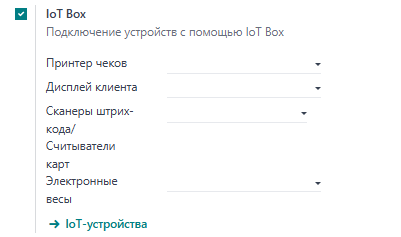 IoT Box
Подключение устройств с помощью IoT Box
Принтер чеков
Дисплей клиента
Сканеры штрих-
кода/
Считыватели
карт
Электронные
весы
→ IoT-устройства